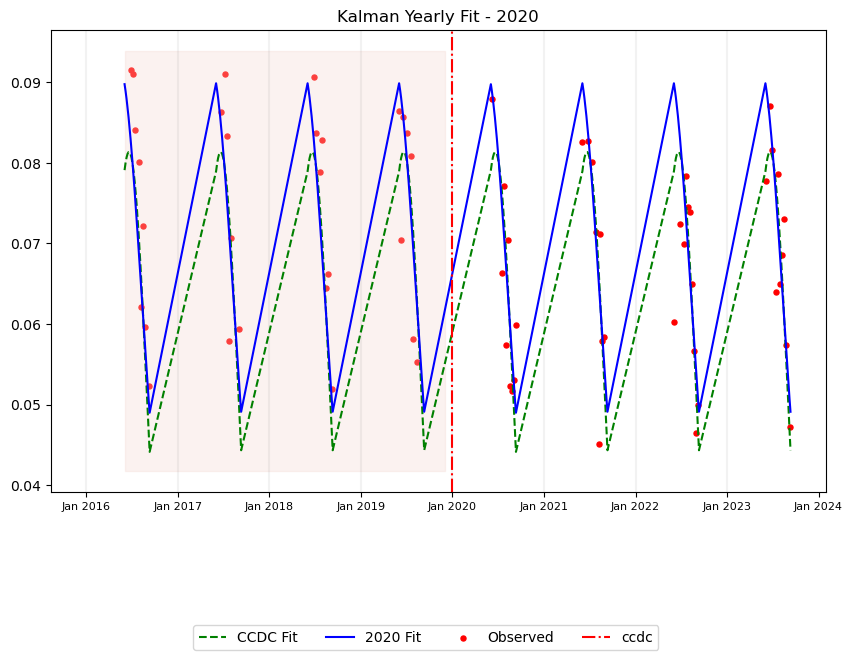 Kalman Yearly Fit - 2020
0.09
0.08
0.07
0.06
0.05
0.04
Jan 2016 Jan 2017 Jan 2018 Jan 2019 Jan 2020 Jan 2021 Jan 2022 Jan 2023 Jan 2024
CCDC Fit 2020 Fit Observed ccdc